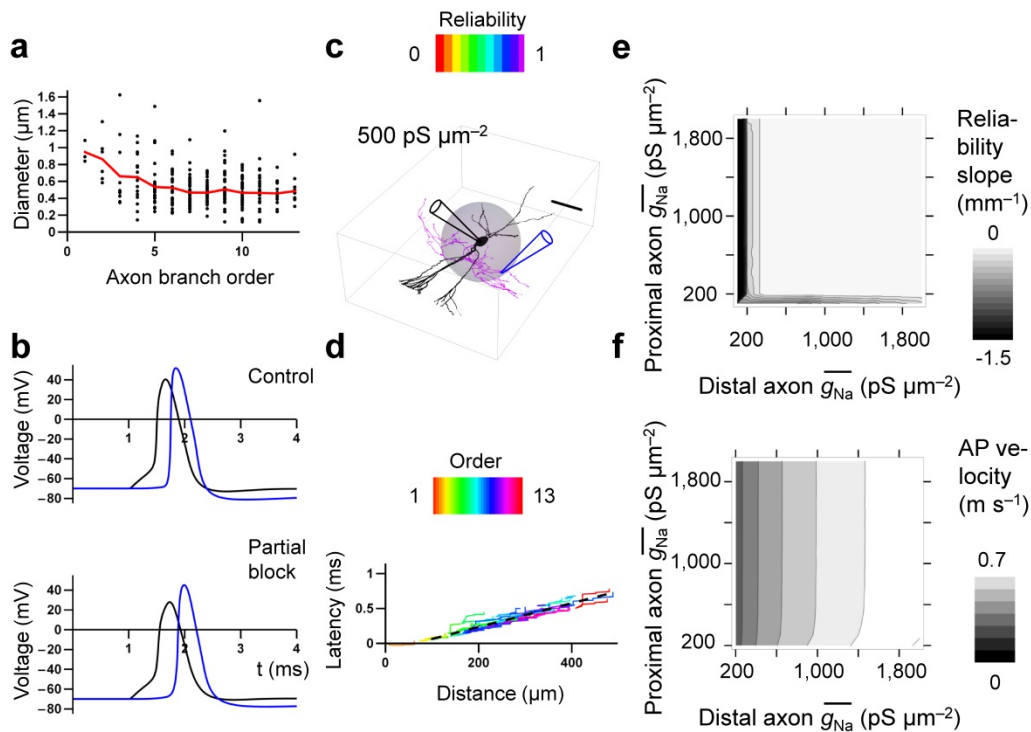 a
1.6
1.4
1.2
1
0.8
0.6
0.4
0.2
0
0
5
10
Diameter (µm)
Axon branch order
b
Control
40
20
0
−20
−40
−60
−80
1
2
3
4
Voltage (mV)
Partial
block
40
20
0
−20
−40
−60
−80
1
2
3
4
Voltage (mV)
t (ms)
c
Reliability
0
1
500 pS µm−2
d
Order
1
13
1
0.5
0
0
200
400
Latency (ms)
Distance (µm)
e
1,800
1,000
200
200
1,000
1,800
Proximal axon gNa (pS µm−2)
Distal axon gNa (pS µm−2)
Relia-
bility
slope
(mm−1)
0
-1.5
f
1,800
1,000
200
200
1,000
1,800
Proximal axon gNa (pS µm−2)
Distal axon gNa (pS µm−2)
AP ve-
locity
(m s−1)
0.7
0